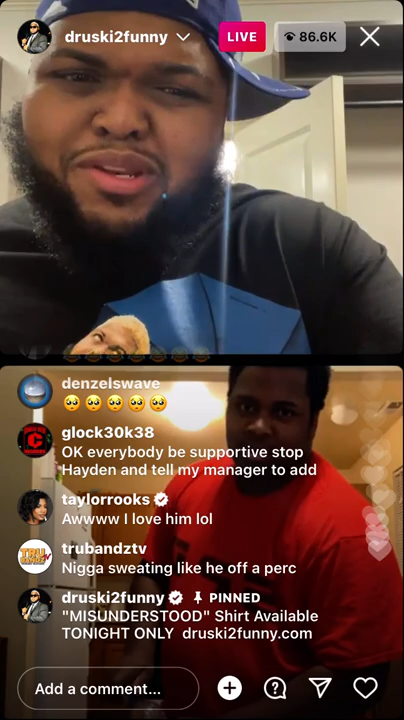 druski2funny
LIVE
86.6K
denzelswave
🥺🥺🥺🥺🥺
glock30k38
OK everybody be supportive stop
Hayden and tell my manager to add
taylorrooks
Awwww I love him lol
trubandztv
Nigga sweating like he off a perc
druski2funny PINNED
"MISUNDERSTOOD" Shirt Available
TONIGHT ONLY druski2funny.com
Add a comment...